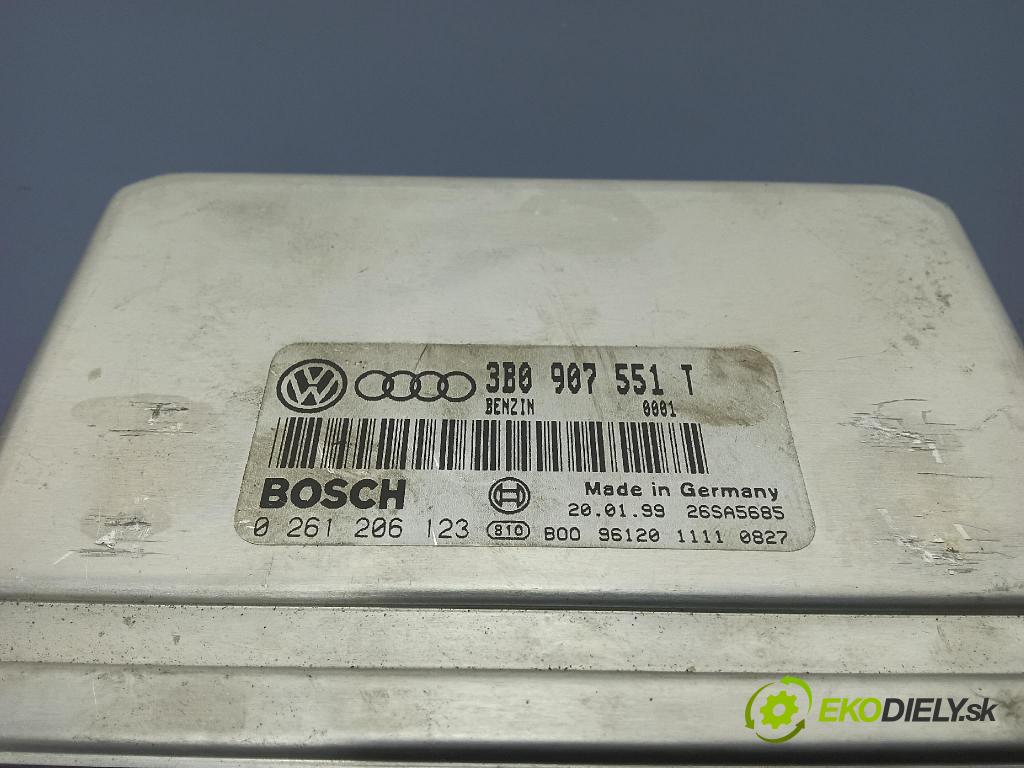 VW 3B0 907 551 T
BENZIN 0001
BOSCH Made in Germany
20.01.99 26SA5685
0 261 206 123 810 B00 96120 1111 0827
EKODIELY.sk